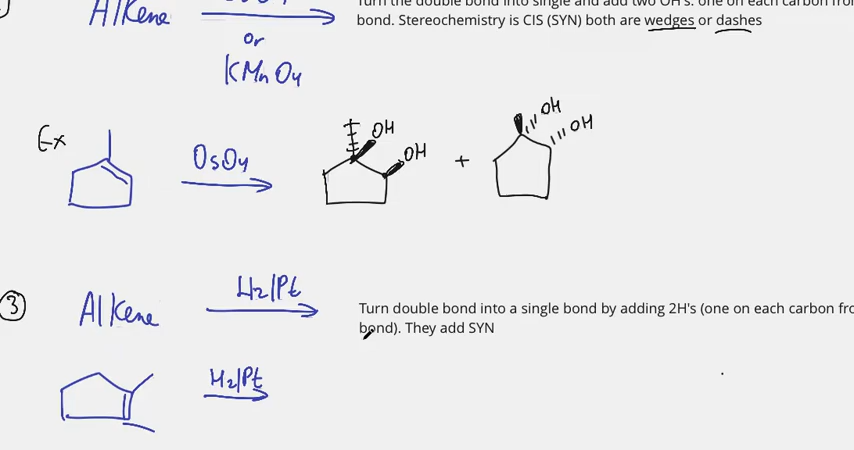 Turn the double bond into single and add two OH's. one on each carbon
Alkene
bond. Stereochemistry is CIS (SYN) both are wedges or dashes
or
KMnO4
Ex
OsO4
OH
OH
+
OH
OH
3
Alkene
H2/Pt
Turn double bond into a single bond by adding 2H's (one on each carbon
bond). They add SYN
H2/Pt